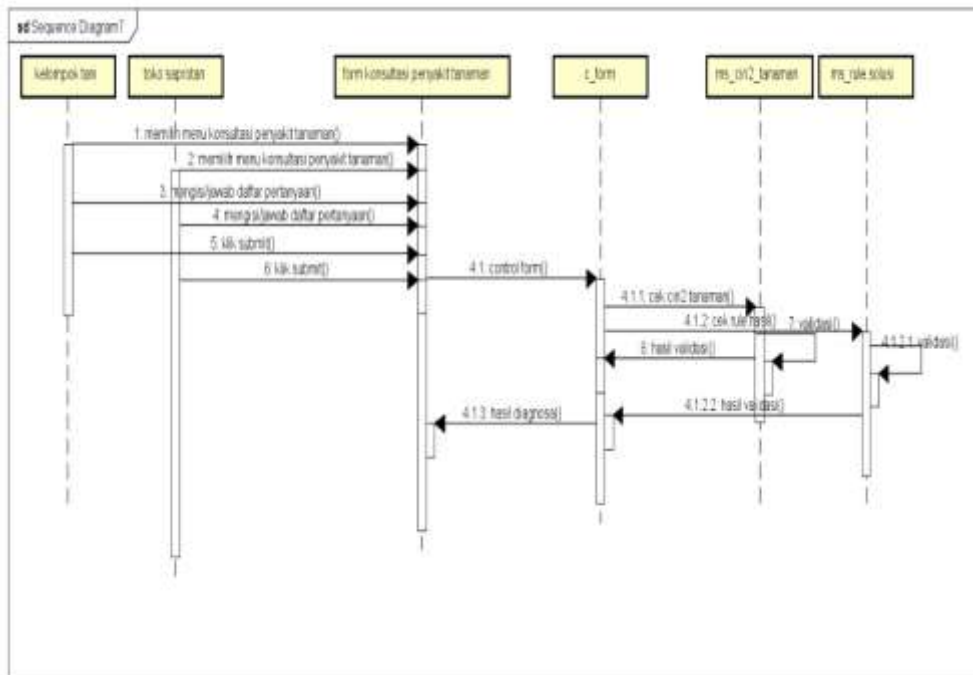 sd Sequence Diagram7
kelompok tani
toko saprotan
form konsultasi penyakit tanaman
c_form
ms_ciri2_tanaman
ms_rule.solusi
1: memilih menu konsultasi penyakit tanaman()
2: memilih menu konsultasi penyakit tanaman()
3: mengisi/jawab daftar pertanyaan()
4: mengisi/jawab daftar pertanyaan()
5: klik submit()
6: klik submit()
4.1: control form()
4.1.1: cek ciri2 tanaman()
4.1.2: cek rule hasil()
7: validasi()
4.1.2.1: validasi()
8: hasil validasi()
4.1.3: hasil diagnosa()
4.1.2.2: hasil validasi()